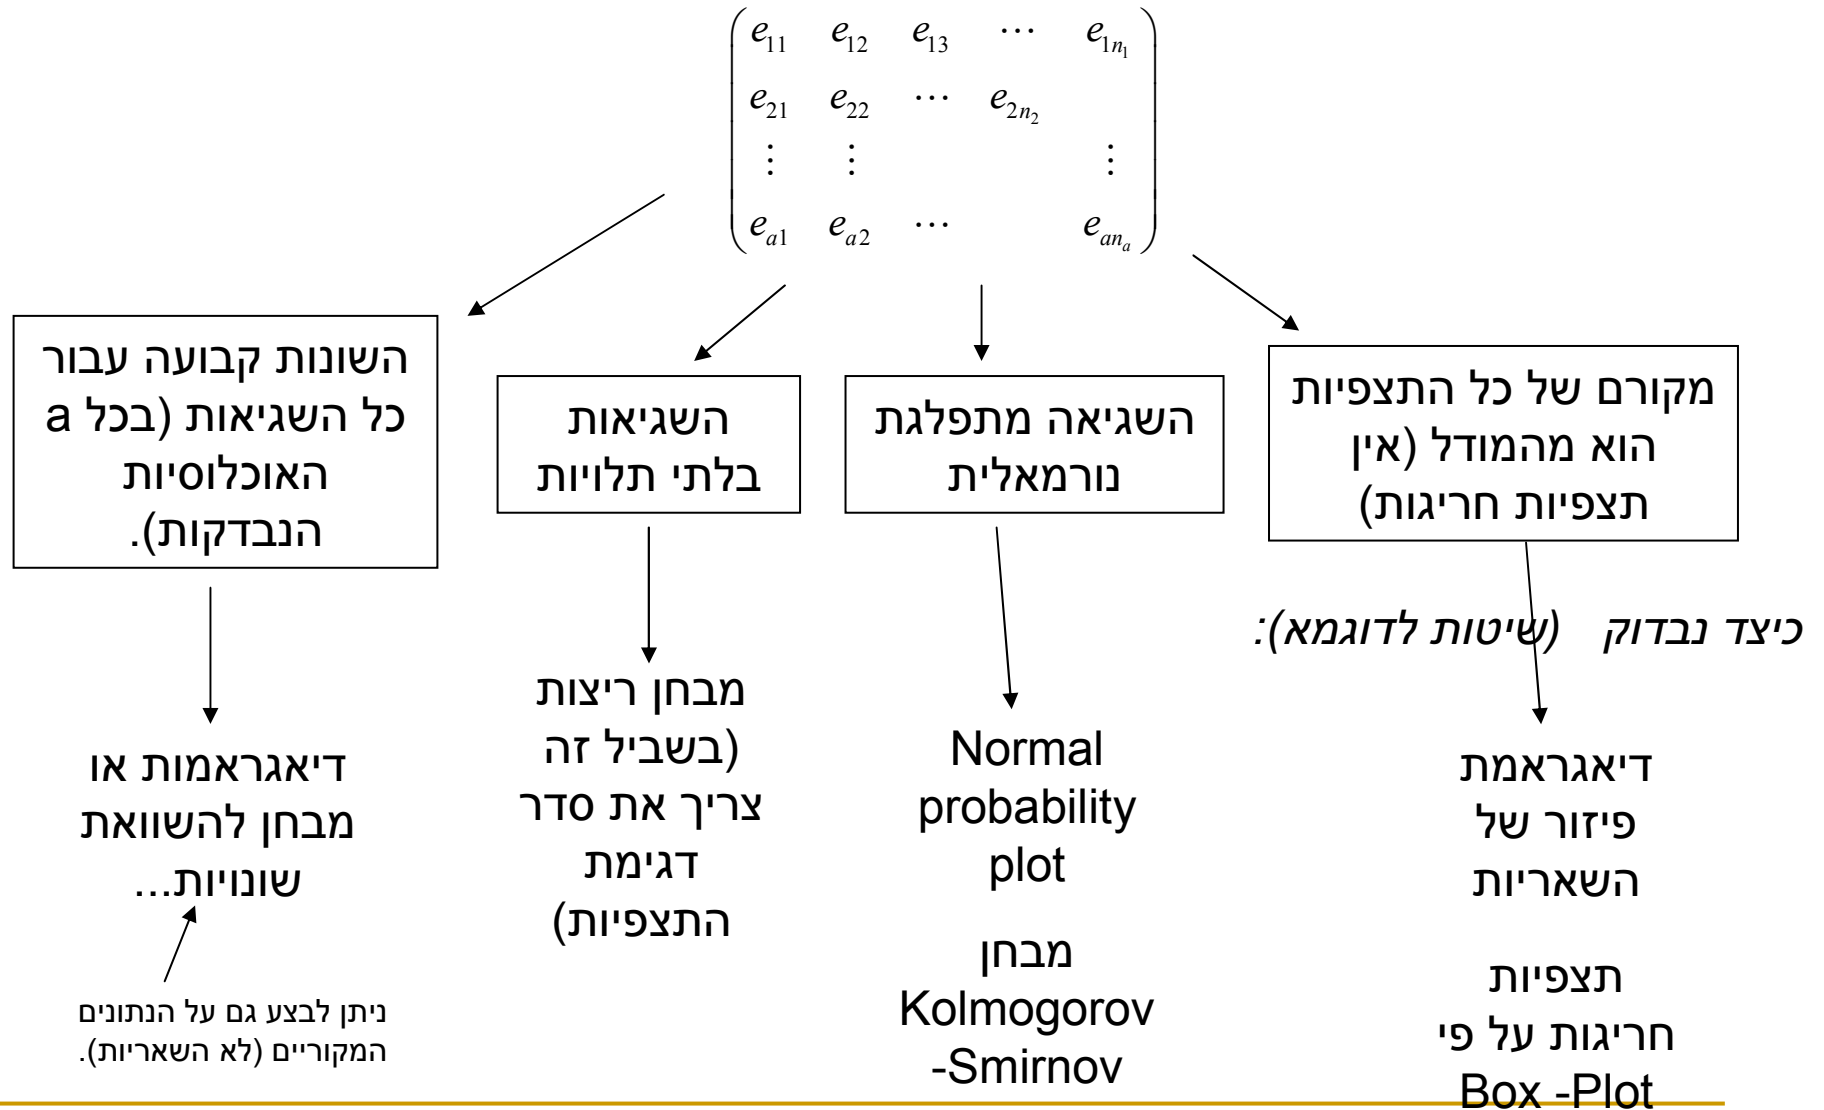 e11 e12 e13 ⋯ e1n1
e21 e22 ⋯ e2n2
⋮ ⋮ ⋮
ea1 ea2 ⋯ eana
מקורם של כל התצפיות
הוא מהמודל (אין
תצפיות חריגות)
השגיאה מתפלגת
נורמאלית
השגיאות
בלתי תלויות
השונות קבועה עבור
כל השגיאות (בכל a
האוכלוסיות
הנבדקות).
כיצד נבדוק (שיטות לדוגמא):
דיאגראמת
פיזור של
השאריות
תצפיות
חריגות על פי
Box -Plot
Normal
probability
plot
מבחן
Kolmogorov
-Smirnov
מבחן ריצות
(בשביל זה
צריך את סדר
דגימת
התצפיות)
דיאגראמות או
מבחן להשוואת
שונויות...
ניתן לבצע גם על הנתונים
המקוריים (לא השאריות).